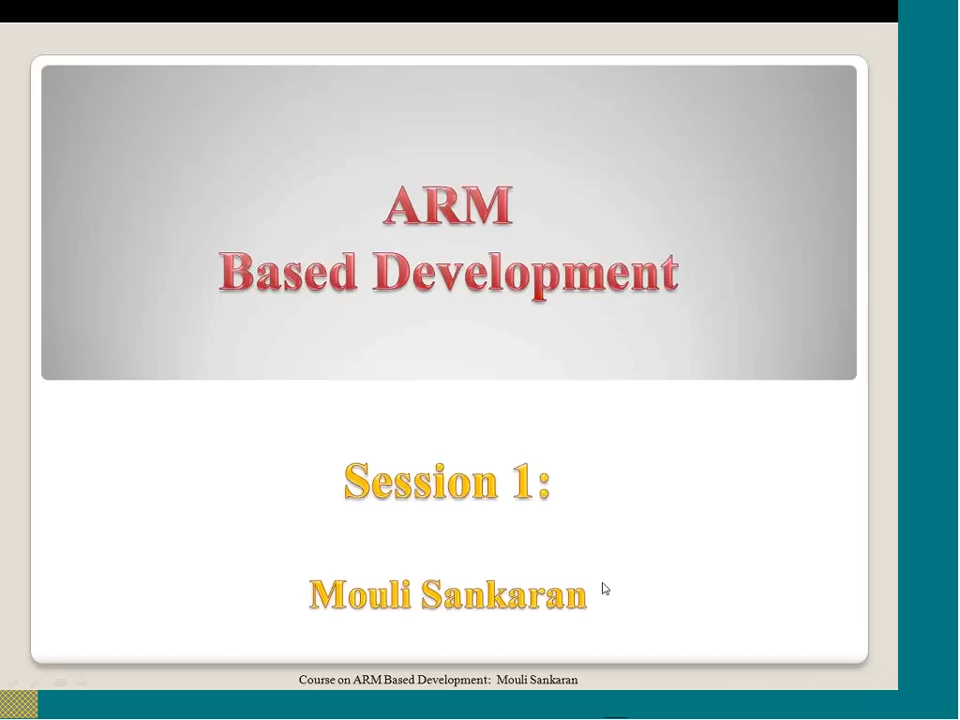 ARM
Based Development
Session 1:
Mouli Sankaran
Course on ARM Based Development: Mouli Sankaran